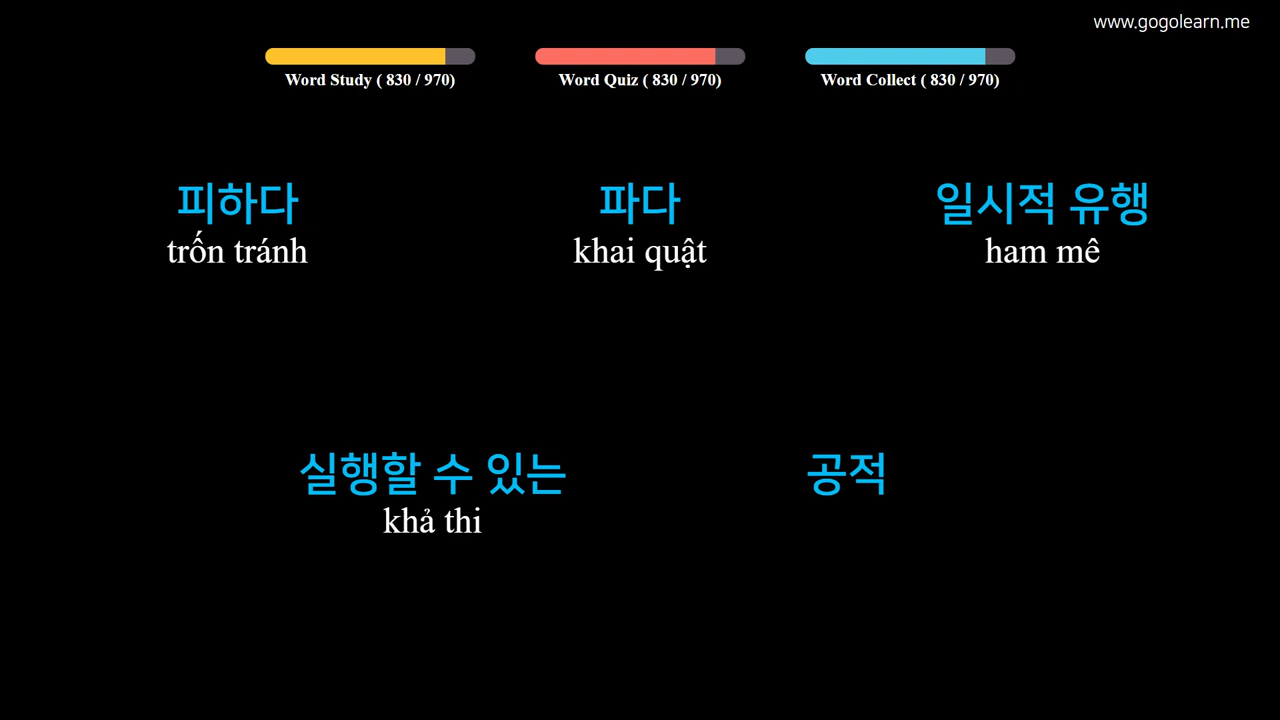 www.gogolearn.me
Word Study ( 830 / 970)
Word Quiz ( 830 / 970)
Word Collect ( 830 / 970)
피하다
trốn tránh
파다
khai quật
일시적 유행
ham mê
실행할 수 있는
khả thi
공적